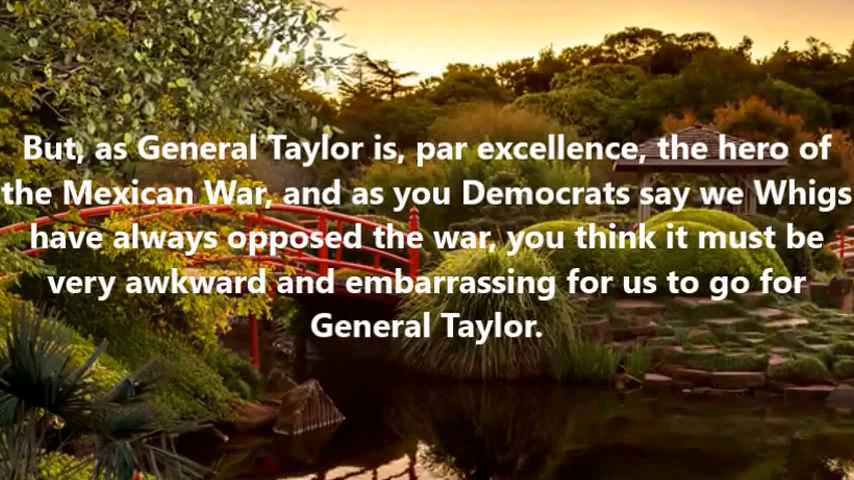 But, as General Taylor is, par excellence, the hero of
the Mexican War, and as you Democrats say we Whigs
have always opposed the war, you think it must be
very awkward and embarrassing for us to go for
General Taylor.